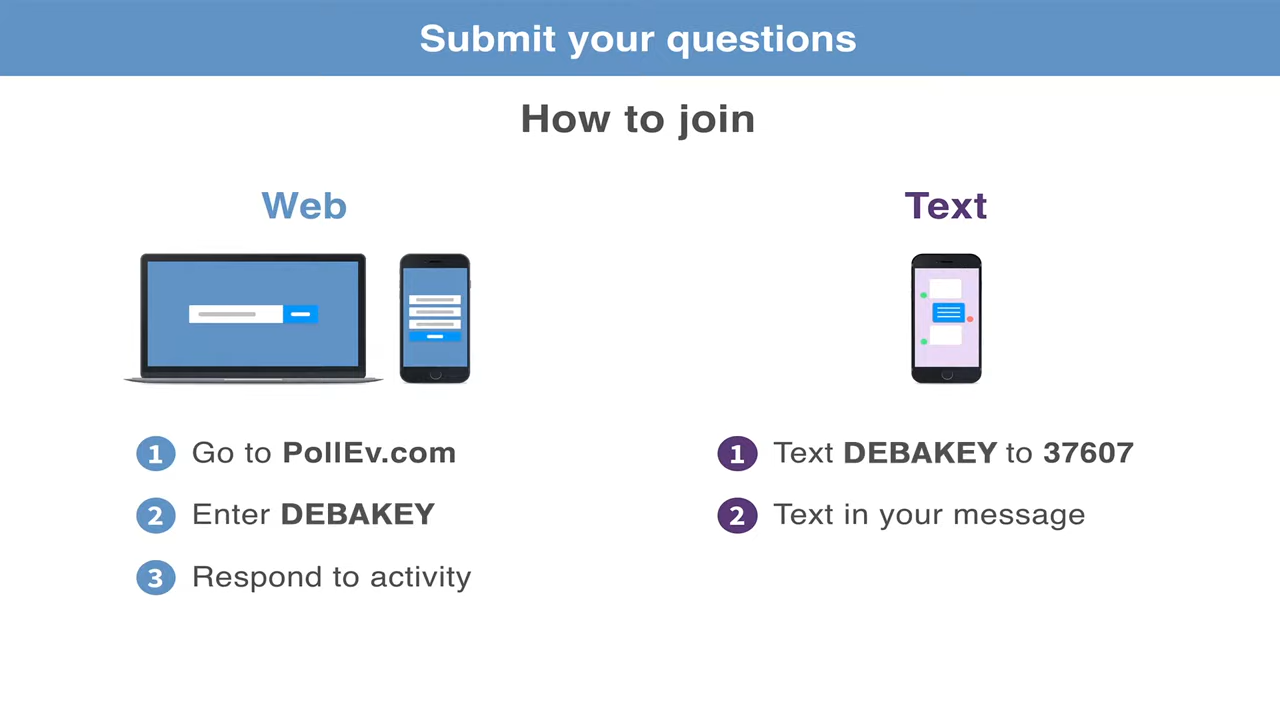 Submit your questions
How to join
Web
1 Go to PollEv.com
2 Enter DEBAKEY
3 Respond to activity
Text
1 Text DEBAKEY to 37607
2 Text in your message